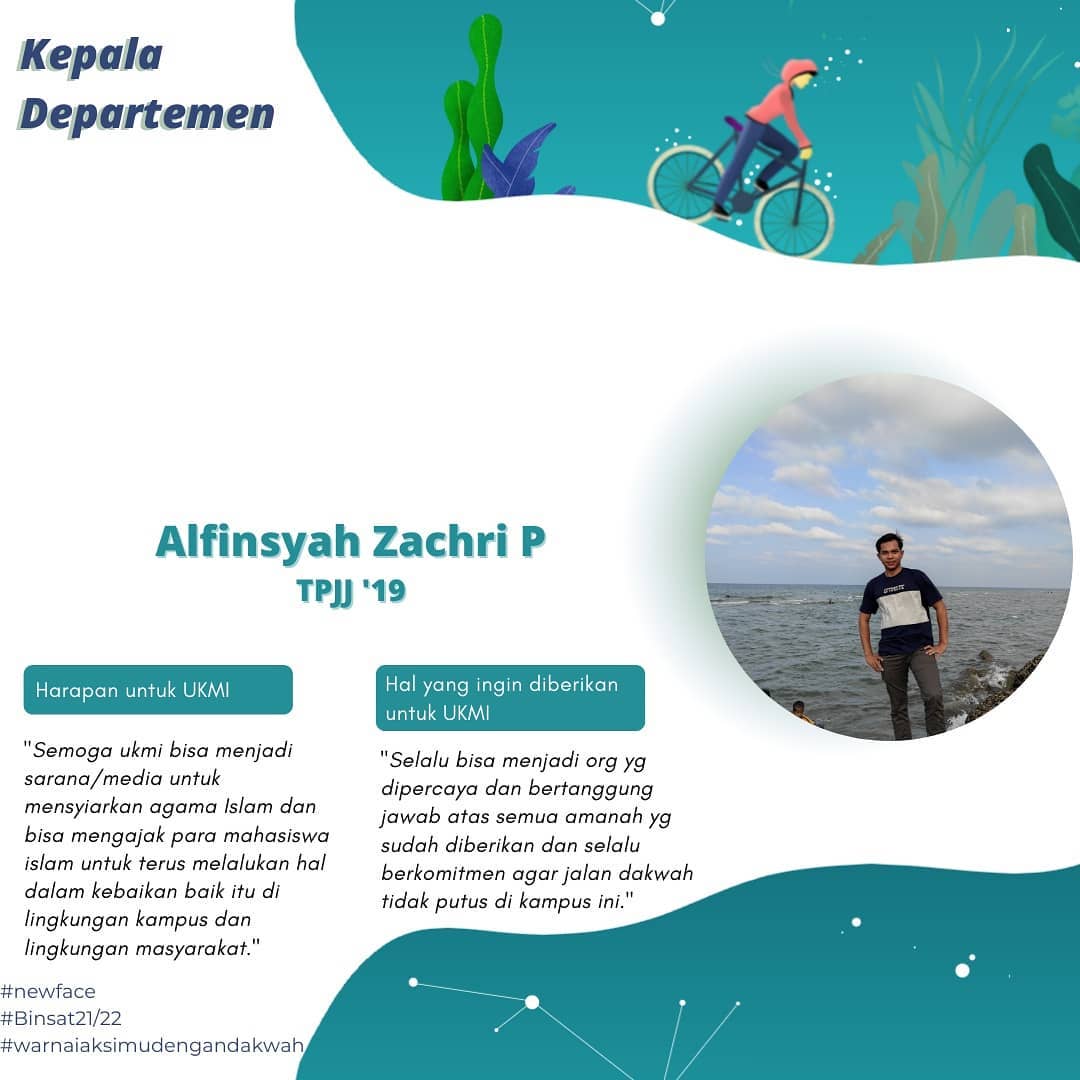 Kepala
Departemen
Alfinsyah Zachri P
TPJJ '19
Harapan untuk UKMI
"Semoga ukmi bisa menjadi
sarana/media untuk
mensyiarkan agama Islam dan
bisa mengajak para mahasiswa
islam untuk terus melalukan hal
dalam kebaikan baik itu di
lingkungan kampus dan
lingkungan masyarakat."
Hal yang ingin diberikan
untuk UKMI
"Selalu bisa menjadi org yg
dipercaya dan bertanggung
jawab atas semua amanah yg
sudah diberikan dan selalu
berkomitmen agar jalan dakwah
tidak putus di kampus ini."
#newface
#Binsat21/22
#warnaiaksimudengandakwah